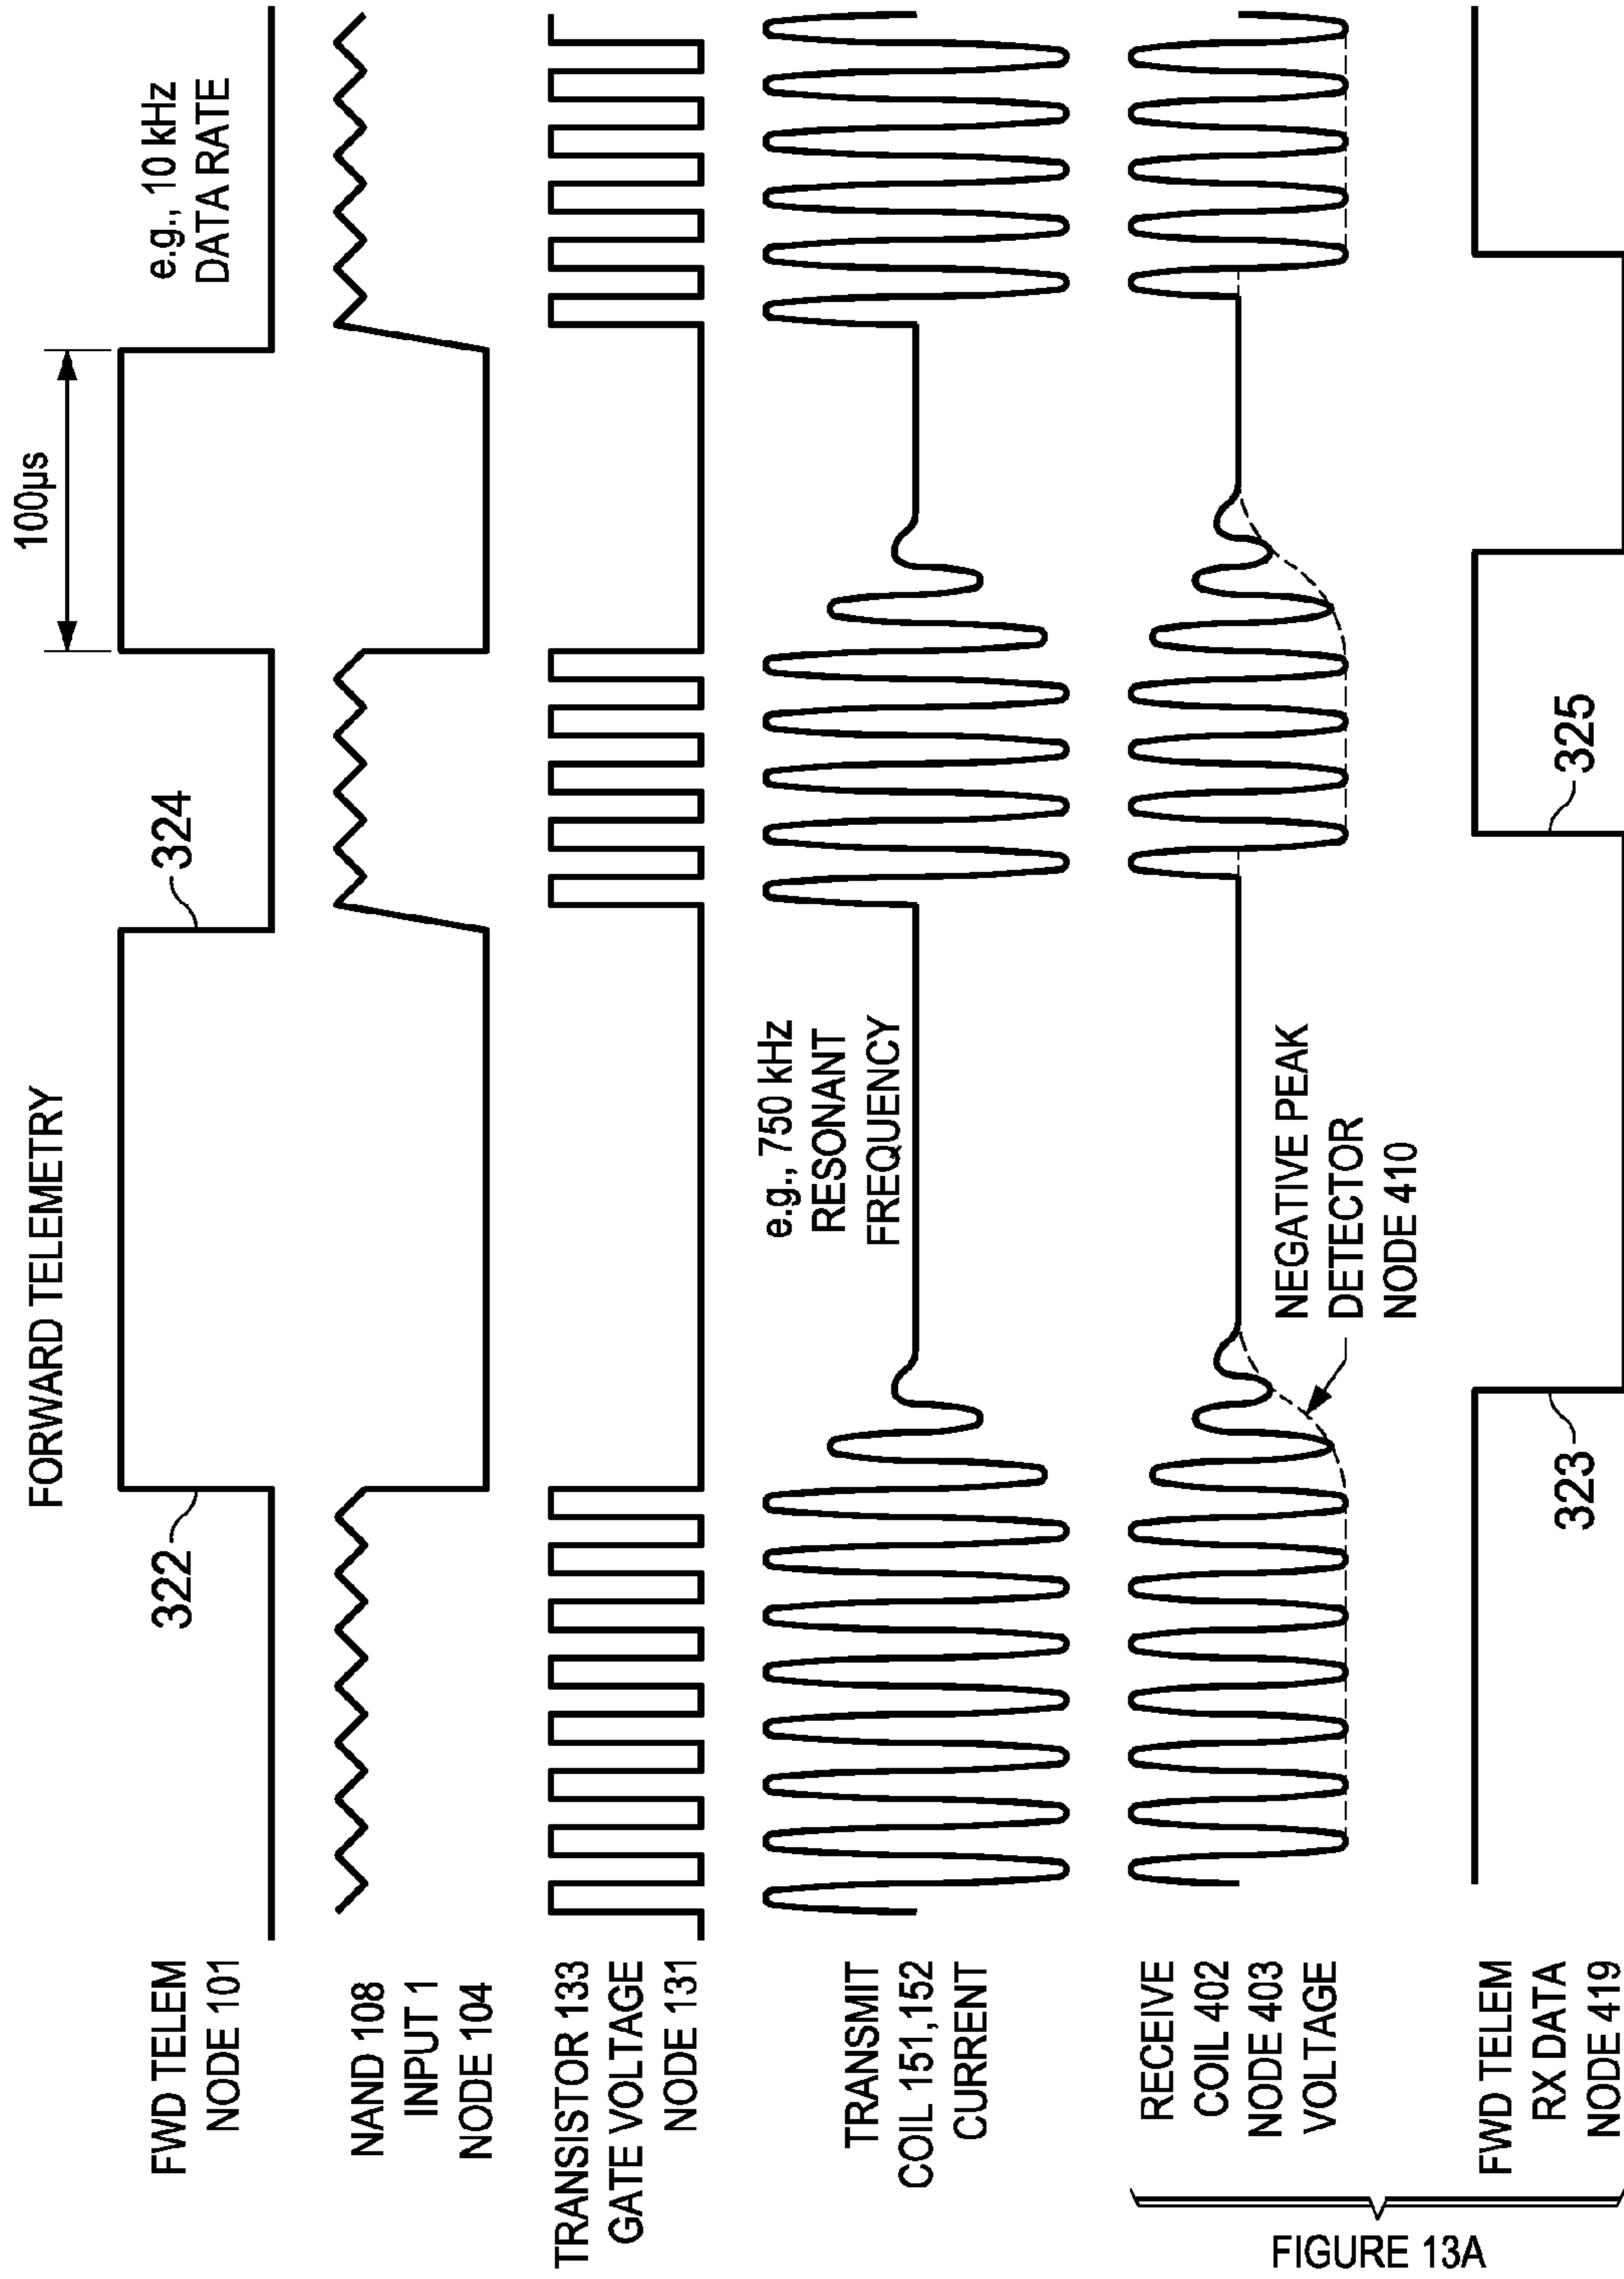 FORWARD TELEMETRY
FWD TELEM
NODE 101
322
324
100µs
e.g., 10 kHz
DATA RATE
NAND 108
INPUT 1
NODE 104
TRANSISTOR 133
GATE VOLTAGE
NODE 131
TRANSMIT
COIL 151,152
CURRENT
e.g., 750 kHz
RESONANT
FREQUENCY
RECEIVE
COIL 402
NODE 403
VOLTAGE
NEGATIVE PEAK
DETECTOR
NODE 410
FWD TELEM
RX DATA
NODE 419
323
325
FIGURE 13A